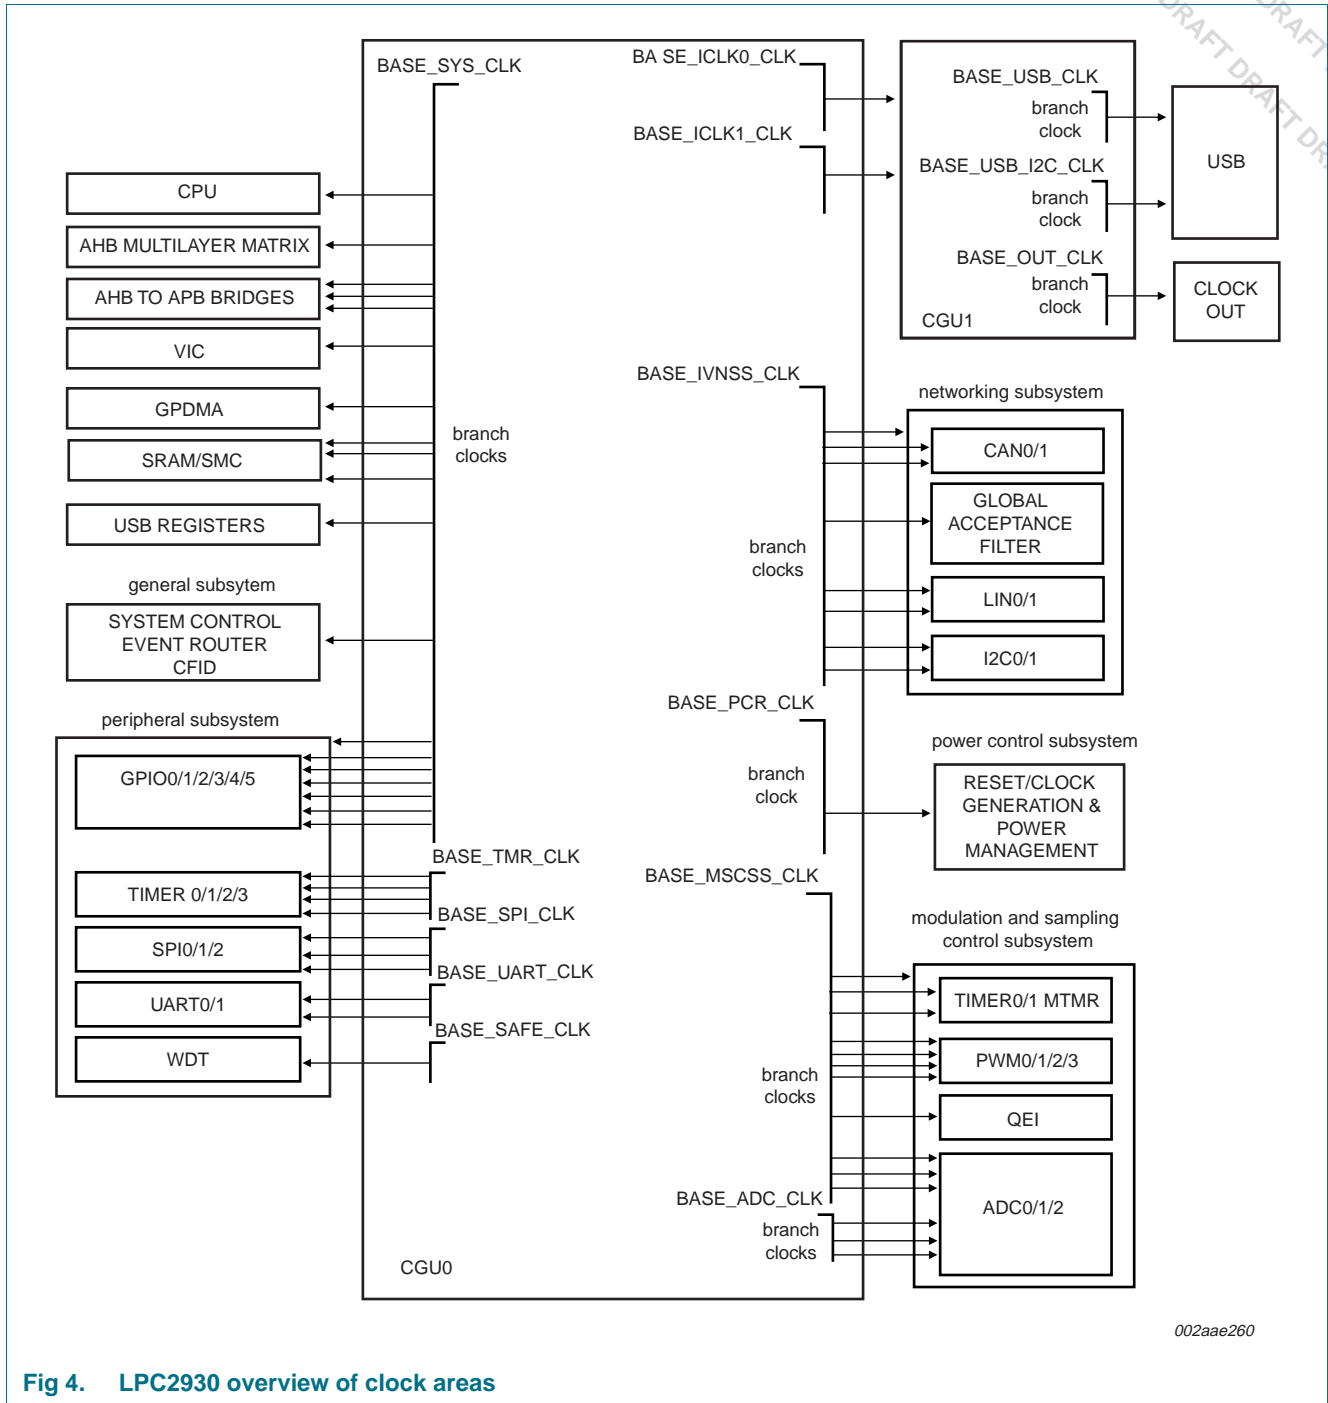 DRAFT DRAFT DRAFT
DRAFT DRAFT
BASE_SYS_CLK
BA SE_ICLK0_CLK
BASE_ICLK1_CLK
BASE_USB_CLK
branch
clock
BASE_USB_I2C_CLK
branch
clock
BASE_OUT_CLK
branch
clock
CGU1
USB
CLOCK
OUT
CPU
AHB MULTILAYER MATRIX
AHB TO APB BRIDGES
VIC
GPDMA
SRAM/SMC
USB REGISTERS
branch
clocks
general subsytem
SYSTEM CONTROL
EVENT ROUTER
CFID
peripheral subsystem
GPIO0/1/2/3/4/5
TIMER 0/1/2/3
SPI0/1/2
UART0/1
WDT
BASE_TMR_CLK
BASE_SPI_CLK
BASE_UART_CLK
BASE_SAFE_CLK
CGU0
BASE_IVNSS_CLK
branch
clocks
networking subsystem
CAN0/1
GLOBAL
ACCEPTANCE
FILTER
LIN0/1
I2C0/1
BASE_PCR_CLK
branch
clock
power control subsystem
RESET/CLOCK
GENERATION &
POWER
MANAGEMENT
BASE_MSCSS_CLK
branch
clocks
modulation and sampling
control subsystem
TIMER0/1 MTMR
PWM0/1/2/3
QEI
ADC0/1/2
BASE_ADC_CLK
branch
clocks
002aae260
Fig 4. LPC2930 overview of clock areas